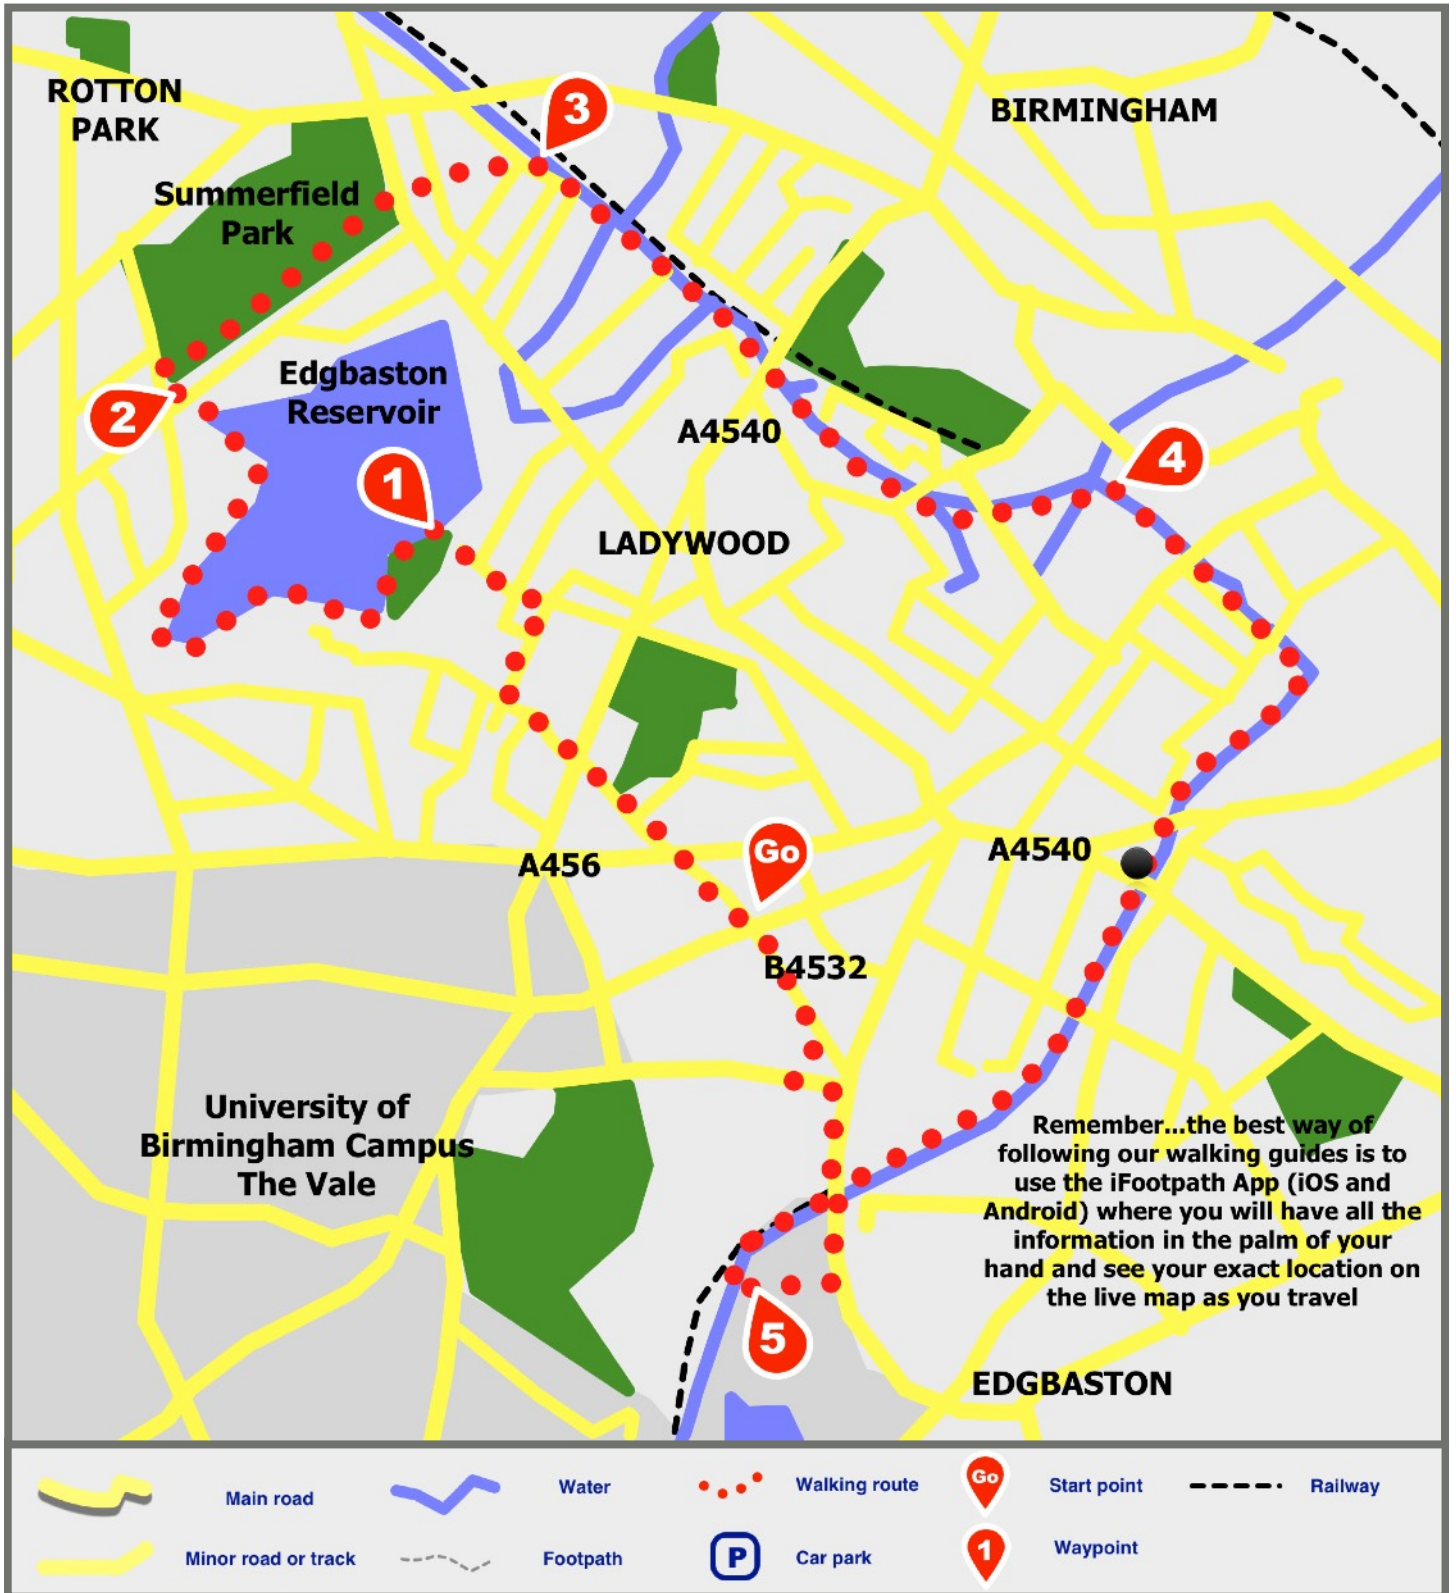 ROTTON
PARK
3
BIRMINGHAM
Summerfield
Park
Edgbaston
Reservoir
2
A4540
1
4
LADYWOOD
Go
A4540
A456
B4532
University of
Birmingham Campus
The Vale
Remember...the best way of
following our walking guides is to
use the iFootpath App (iOS and
Android) where you will have all the
information in the palm of your
hand and see your exact location on
the live map as you travel
5
EDGBASTON
Main road
Water
Walking route
Go
Start point
Railway
Minor road or track
Footpath
P
Car park
1
Waypoint